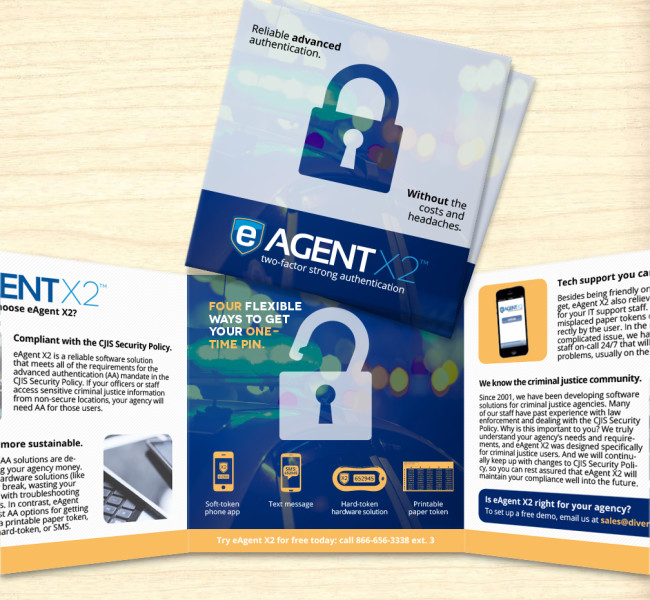 Reliable advanced
authentication.
Without the
costs and
headaches.
e AGENT X2™
two-factor strong authentication
ENT X2™
hoose eAgent X2?
Compliant with the CJIS Security Policy.
eAgent X2 is a reliable software solution
that meets all of the requirements for the
advanced authentication (AA) mandate in the
CJIS Security Policy. If your officers or staff
access sensitive criminal justice information
from non-secure locations, your agency will
need AA for those users.
more sustainable.
AA solutions are de-
g your agency money.
ardware solutions (like
break, wasting your
with troubleshooting
s. In contrast, eAgent
st AA options for getting
a printable paper token,
hard-token, or SMS.
FOUR FLEXIBLE
WAYS TO GET
YOUR ONE-
TIME PIN.
SMS
X2 652945
Soft-token
phone app
Text message
Hard-token
hardware solution
Printable
paper token
Try eAgent X2 for free today: call 866-656-3338 ext. 3
Tech support you can
Besides being friendly on
get, eAgent X2 also reliev
for your IT support staff.
misplaced paper tokens
rectly by the user. In the
complicated issue, we ha
staff on-call 24/7 that will
problems, usually on the
We know the criminal justice community.
Since 2001, we have been developing software
solutions for criminal justice agencies. Many
of our staff have past experience with law
enforcement and dealing with the CJIS Security
Policy. Why is this important to you? We truly
understand your agency's needs and require-
ments, and eAgent X2 was designed specifically
for criminal justice users. And we will continu-
ally keep up with changes to CJIS Security Poli-
cy, so you can rest assured that eAgent X2 will
maintain your compliance well into the future.
Is eAgent X2 right for your agency?
To set up a free demo, email us at sales@diver